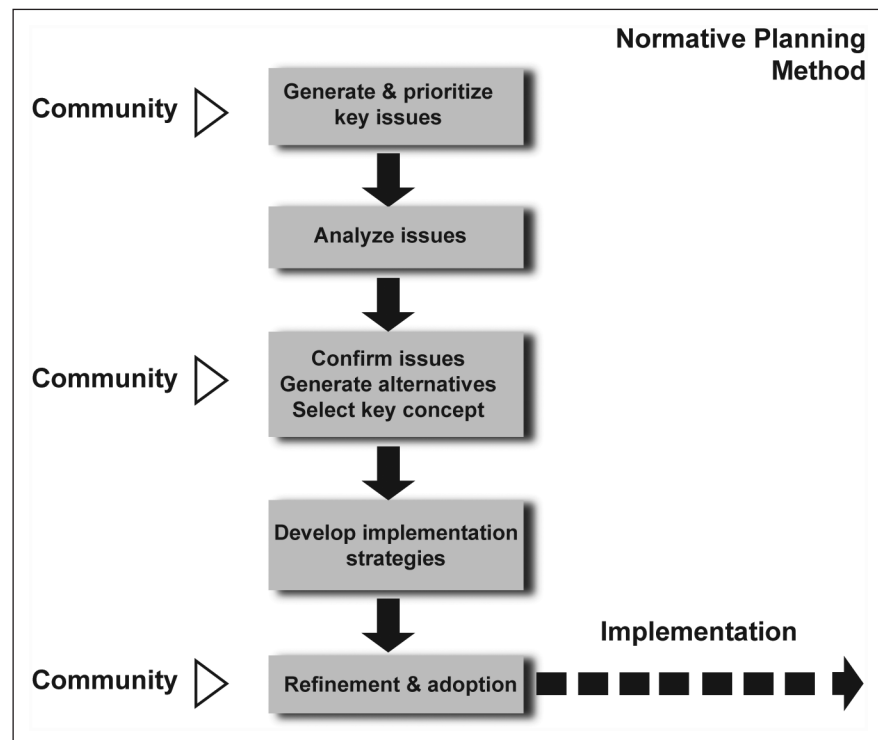 Normative Planning
Method
Community
Generate & prioritize
key issues
Analyze issues
Community
Confirm issues
Generate alternatives
Select key concept
Develop implementation
strategies
Implementation
Community
Refinement & adoption